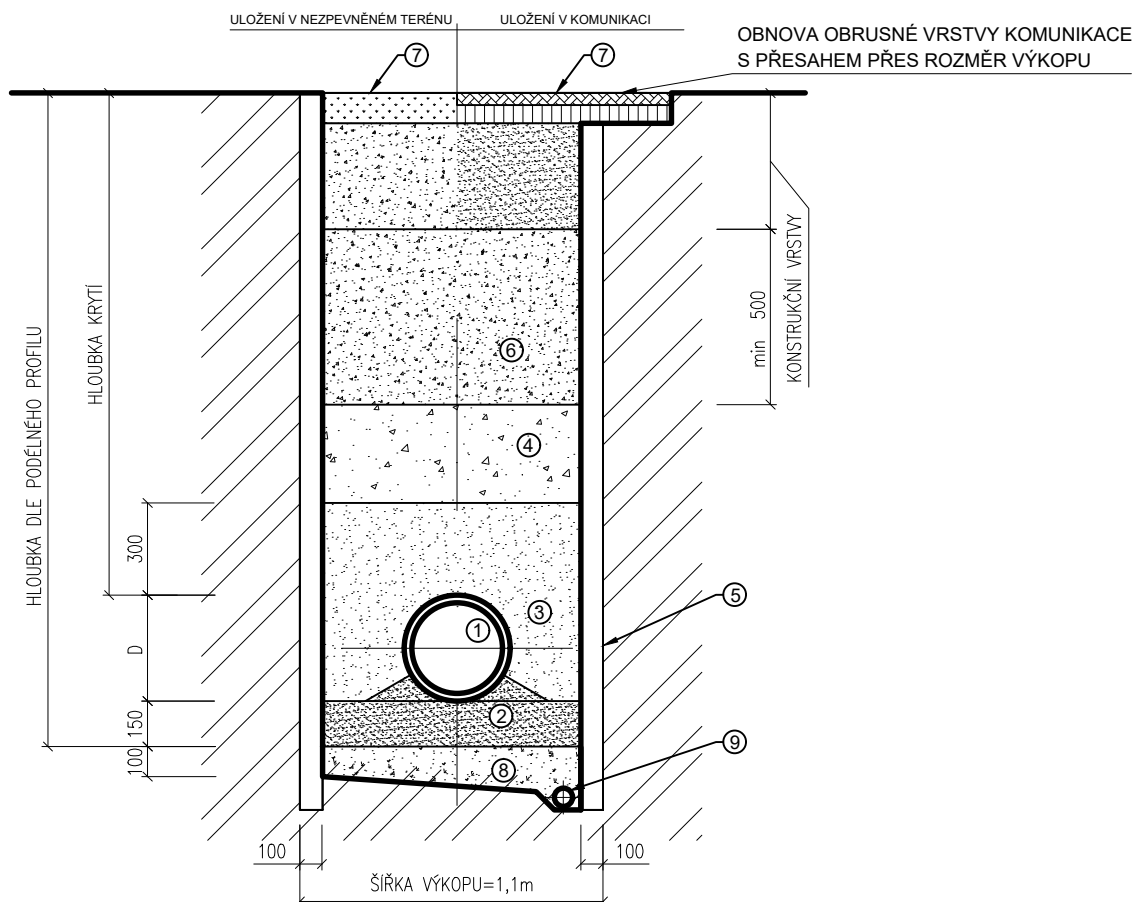 ULOŽENÍ V NEZPEVNĚNÉM TERÉNU
ULOŽENÍ V KOMUNIKACI
OBNOVA OBRUSNÉ VRSTVY KOMUNIKACE
S PŘESAHEM PŘES ROZMĚR VÝKOPU
7
7
KONSTRUKČNÍ VRSTVY
min 500
HLOUBKA KRYTÍ
HLOUBKA DLE PODÉLNÉHO PROFILU
6
4
300
3
5
1
D
2
150
9
8
100
100
100
ŠÍŘKA VÝKOPU=1,1m